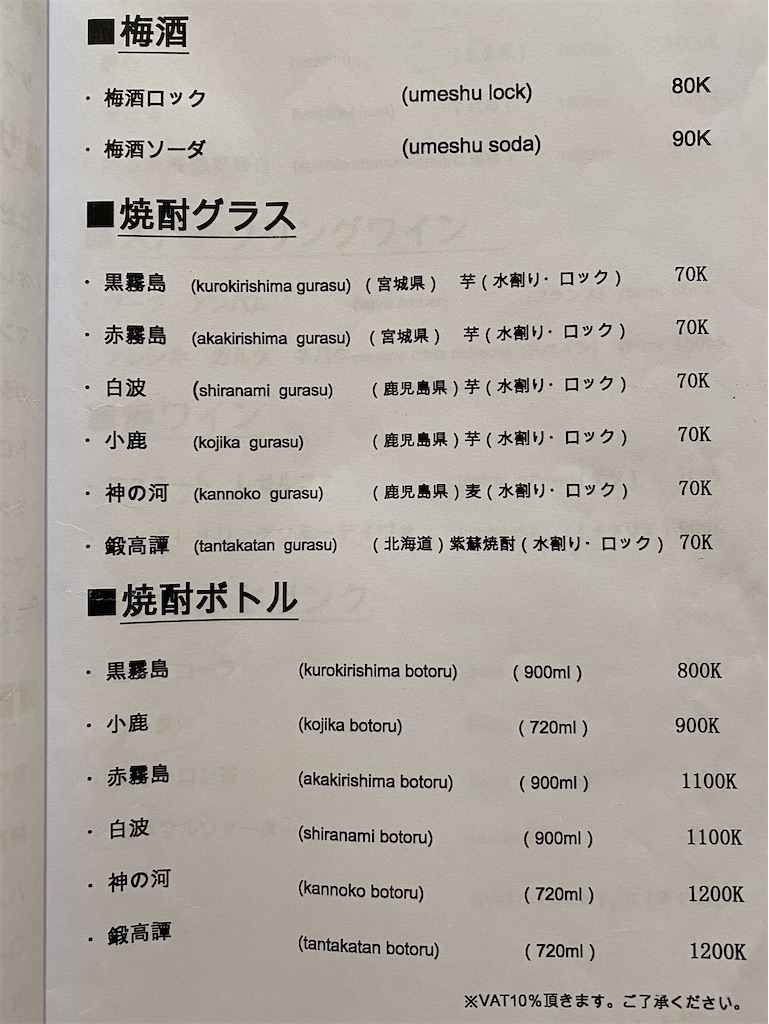 ■梅酒
・梅酒ロック (umeshu lock) 80K
・梅酒ソーダ (umeshu soda) 90K
■焼酎グラス
・黒霧島 (kurokirishima gurasu) (宮城県) 芋(水割り・ロック) 70K
・赤霧島 (akakirishima gurasu) (宮城県) 芋(水割り・ロック) 70K
・白波 (shiranami gurasu) (鹿児島県)芋(水割り・ロック) 70K
・小鹿 (kojika gurasu) (鹿児島県)芋(水割り・ロック) 70K
・神の河 (kannoko gurasu) (鹿児島県)麦(水割り・ロック) 70K
・鍛高譚 (tantakatan gurasu) (北海道)紫蘇焼酎(水割り・ロック) 70K
■焼酎ボトル
・黒霧島 (kurokirishima botoru) (900ml) 800K
・小鹿 (kojika botoru) (720ml) 900K
・赤霧島 (akakirishima botoru) (900ml) 1100K
・白波 (shiranami botoru) (900ml) 1100K
・神の河 (kannoko botoru) (720ml) 1200K
・鍛高譚 (tantakatan botoru) (720ml) 1200K
※VAT10%頂きます。ご了承ください。